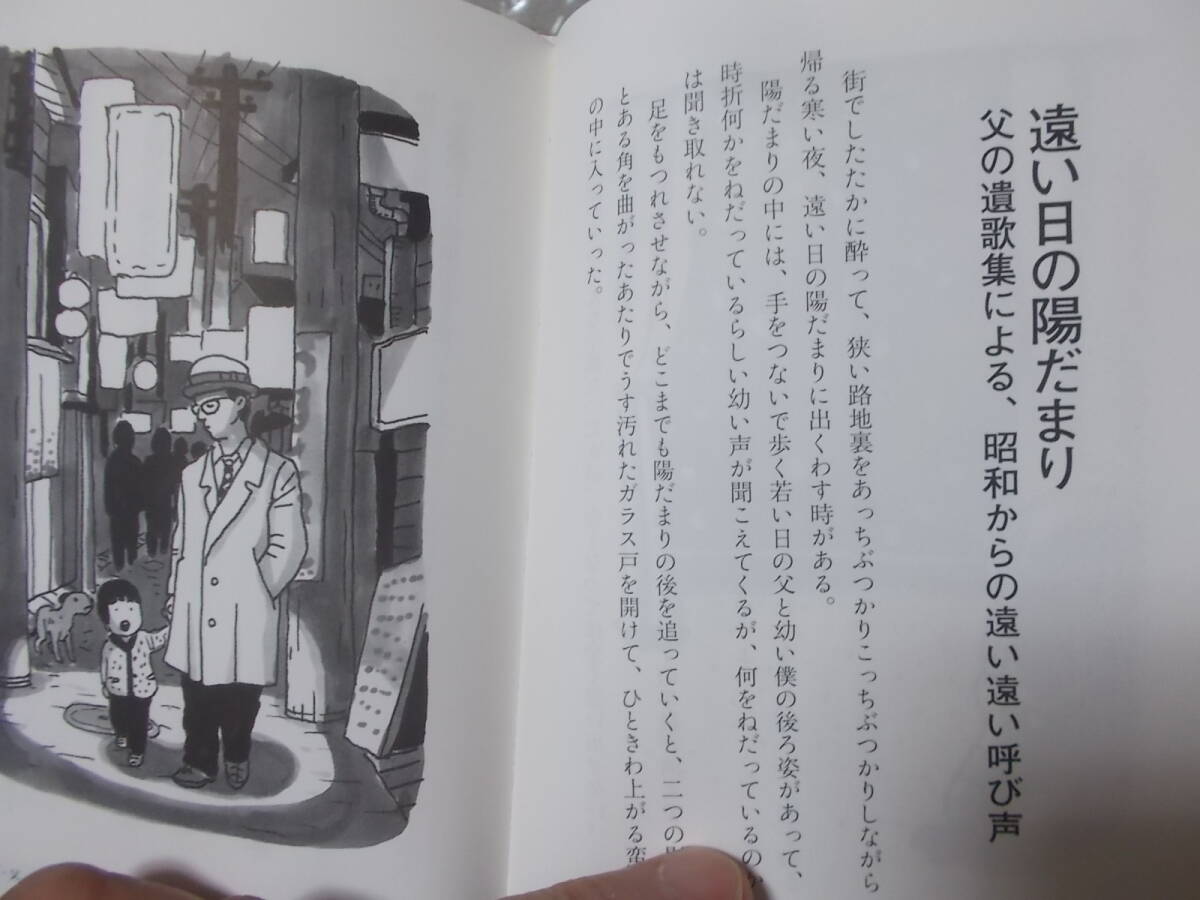 遠い日の陽だまり
父の遺歌集による、昭和からの遠い遠い呼び声
街でしたたかに酔って、狭い路地裏をあっちぶつかりこっちぶつかりしながら
帰る寒い夜、遠い日の陽だまりに出くわす時がある。
陽だまりの中には、手をつないで歩く若い日の父と幼い僕の後ろ姿があって、
時折何かをねだっているらしい幼い声が聞こえてくるが、何をねだっているのか
は聞き取れない。
足をもつれさせながら、どこまでも陽だまりの後を追っていくと、二つの
とある角を曲がったあたりでうす汚れたガラス戸を開けて、ひときわ上がる
の中に入っていった。